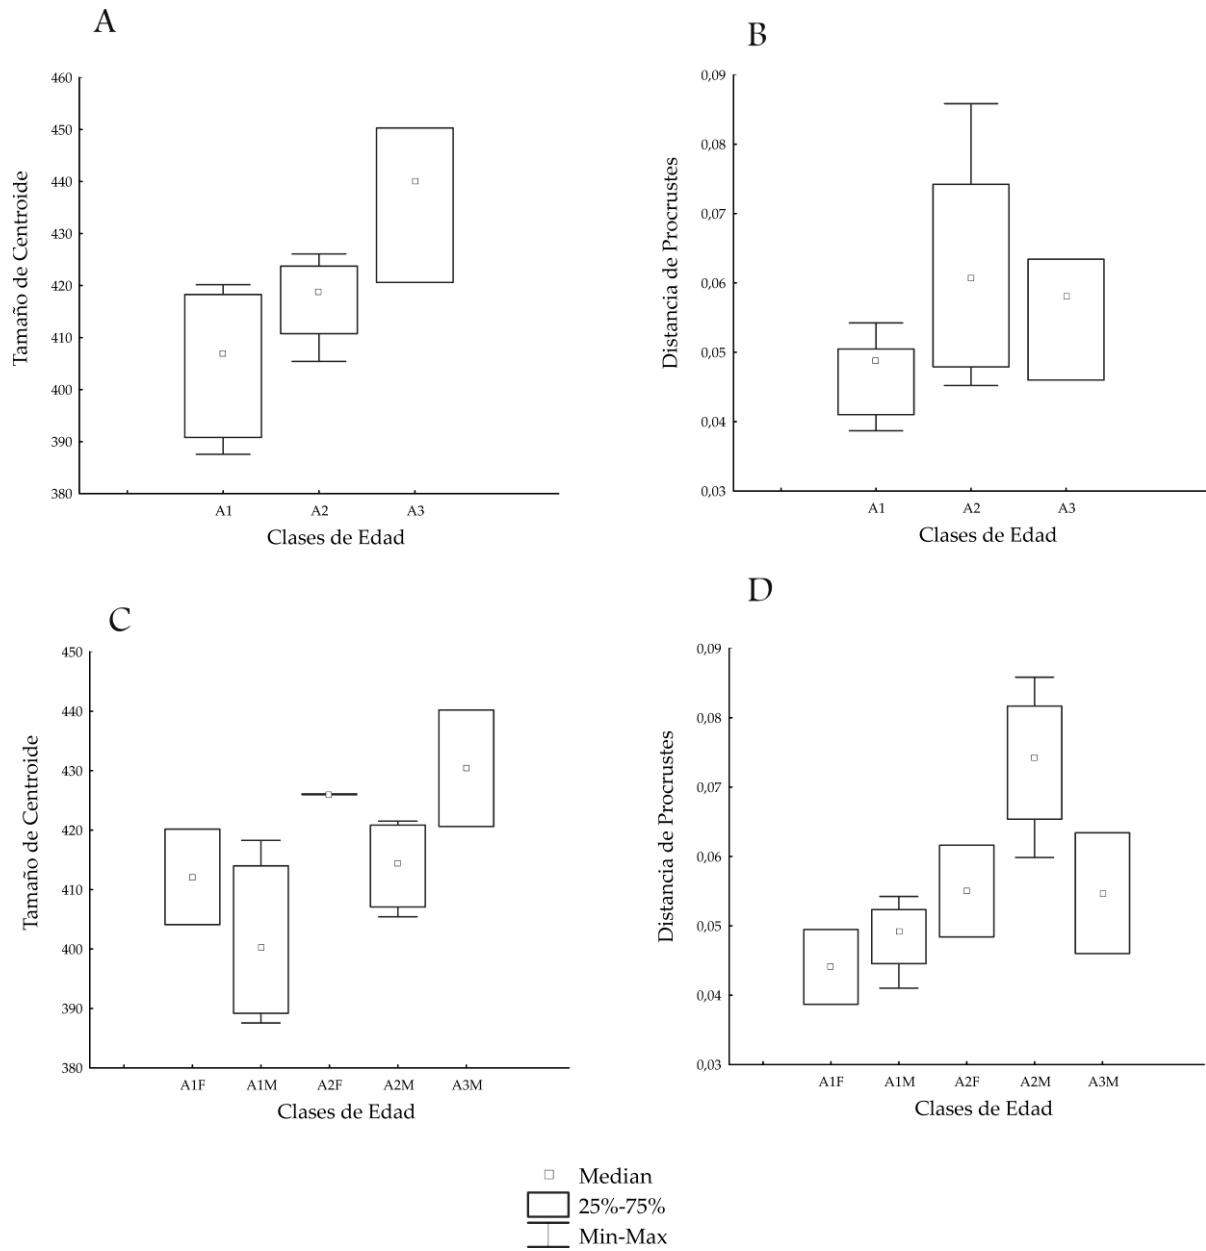 A
460
450
440
430
420
410
400
390
380
Tamaño de Centroide
A1 A2 A3
Clases de Edad
B
0,09
0,08
0,07
0,06
0,05
0,04
0,03
Distancia de Procrustes
A1 A2 A3
Clases de Edad
C
450
440
430
420
410
400
390
380
Tamaño de Centroide
A1F A1M A2F A2M A3M
Clases de Edad
D
0,09
0,08
0,07
0,06
0,05
0,04
0,03
Distancia de Procrustes
A1F A1M A2F A2M A3M
Clases de Edad
Median
25%-75%
Min-Max